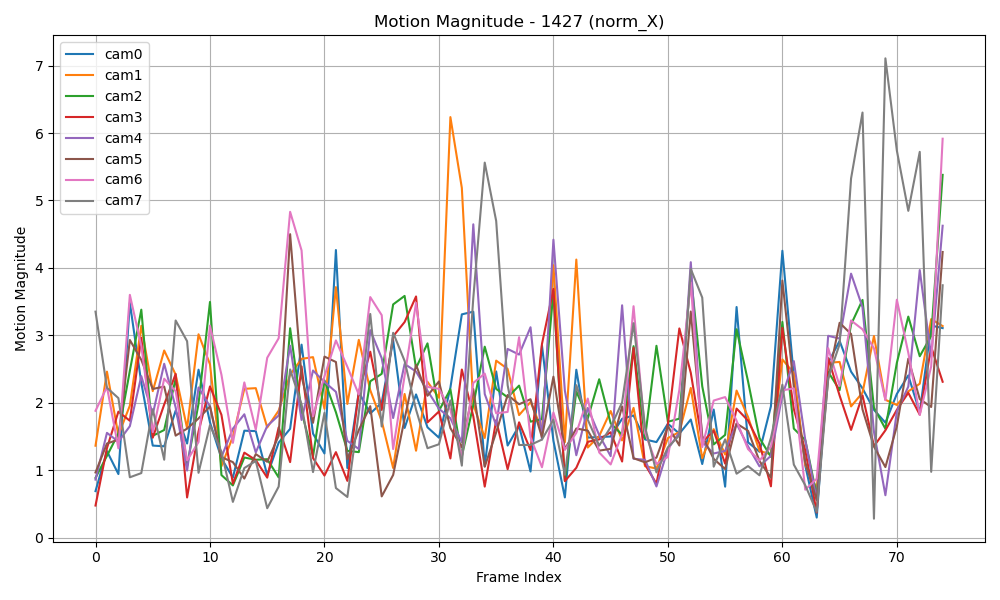 Motion Magnitude - 1427 (norm_X)
cam0
cam1
cam2
cam3
cam4
cam5
cam6
cam7
Motion Magnitude
7
6
5
4
3
2
1
0
0 10 20 30 40 50 60 70
Frame Index